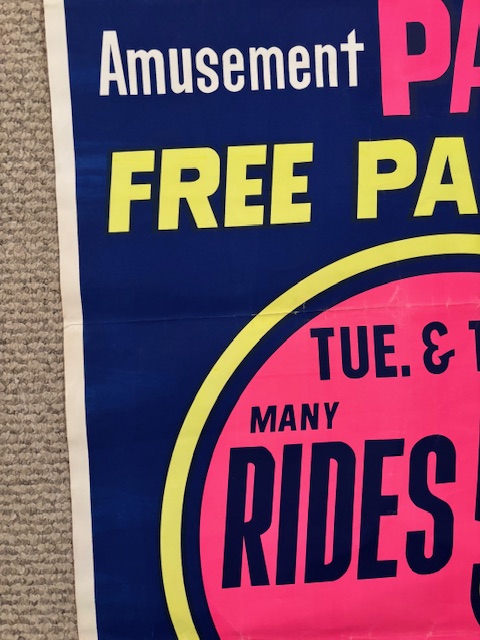 Amusement PA
FREE PA
TUE. & T
MANY
RIDES